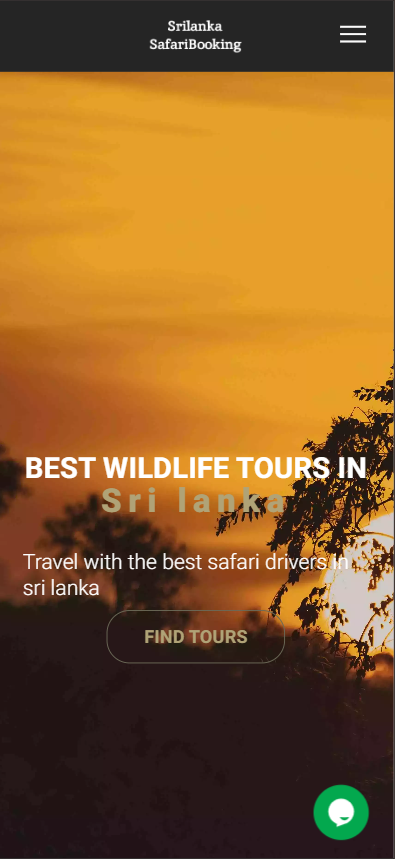 Srilanka
SafariBooking
BEST WILDLIFE TOURS IN
Sri lanka
Travel with the best safari drivers in
sri lanka
FIND TOURS